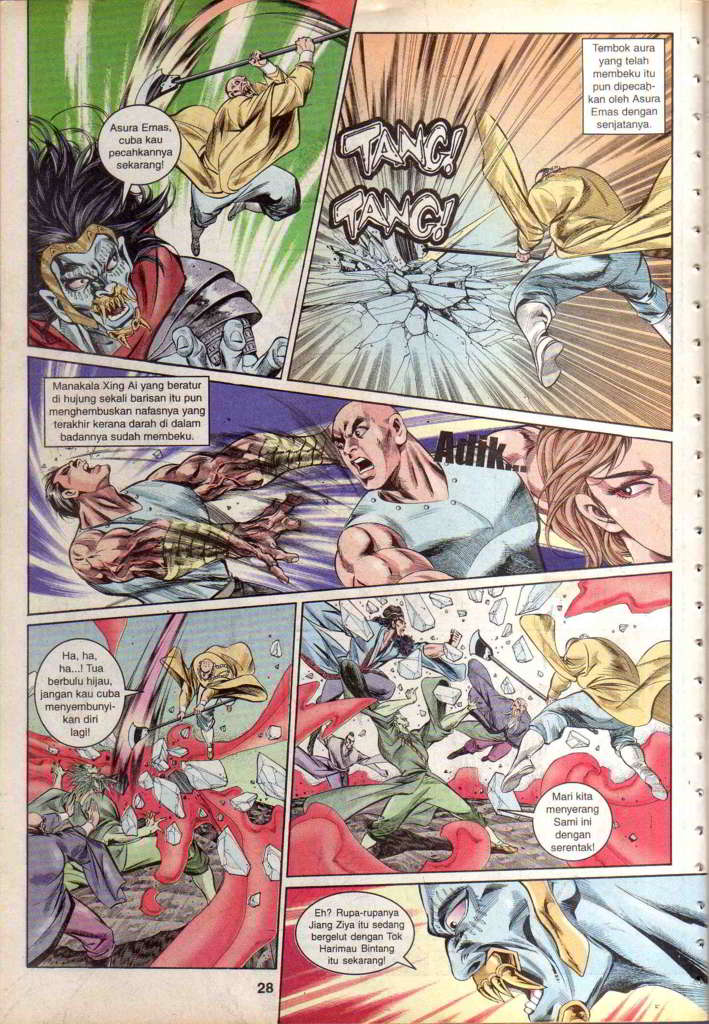 Asura Emas,
cuba kau
pecahkannya
sekarang!
Tembok aura
yang telah
membeku itu
pun dipecah-
kan oleh Asura
Emas dengan
senjatanya.
TANG!
TANG!
Manakala Xing Ai yang beratur
di hujung sekali barisan itu pun
menghembuskan nafasnya yang
terakhir kerana darah di dalam
badannya sudah membeku.
Adik...
Ha, ha,
ha...! Tua
berbulu hijau,
jangan kau cuba
menyembunyi-
kan diri
lagi!
Mari kita
menyerang
Sami ini
dengan
serentak!
Eh? Rupa-rupanya
Jiang Ziya itu sedang
bergelut dengan Tok
Harimau Bintang
itu sekarang!
28